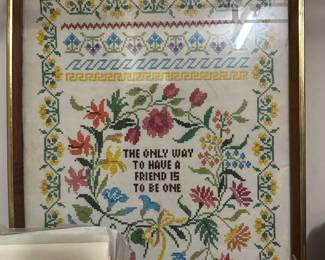 THE ONLY WAY
TO HAVE A
FRIEND IS
TO BE ONE